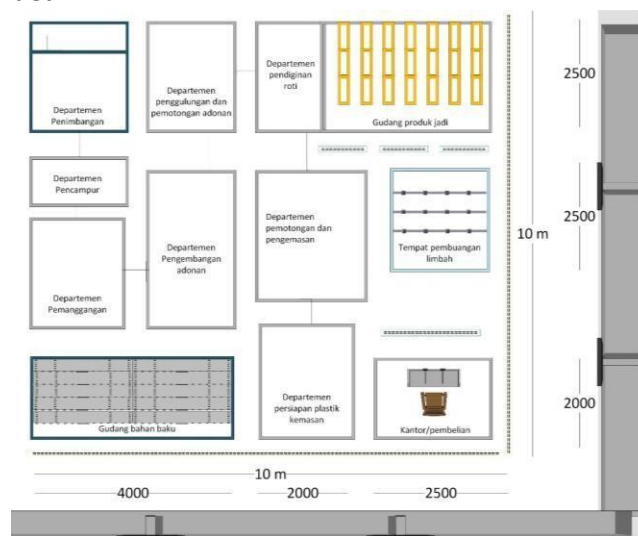 Departemen
Penimbangan
Departemen
penggulungan dan
pemotongan adonan
Departemen
pendiginan
roti
Gudang produk jadi
2500
Departemen
Pencampur
Departemen
Pengembangan
adonan
Departemen
pemotongan dan
pengemasan
Tempat pembuangan
limbah
10 m
2500
Departemen
Pemanggangan
Gudang bahan baku
Departemen
persiapan plastik
kemasan
Kantor/pembelian
2000
10 m
4000
2000
2500